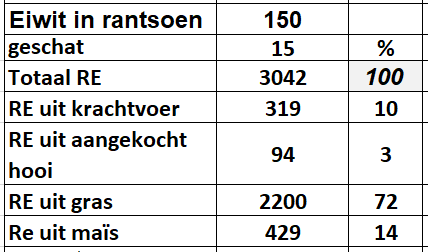 Eiwit in rantsoen 150
geschat 15 %
Totaal RE 3042 100
RE uit krachtvoer 319 10
RE uit aangekocht
hooi 94 3
RE uit gras 2200 72
Re uit maïs 429 14